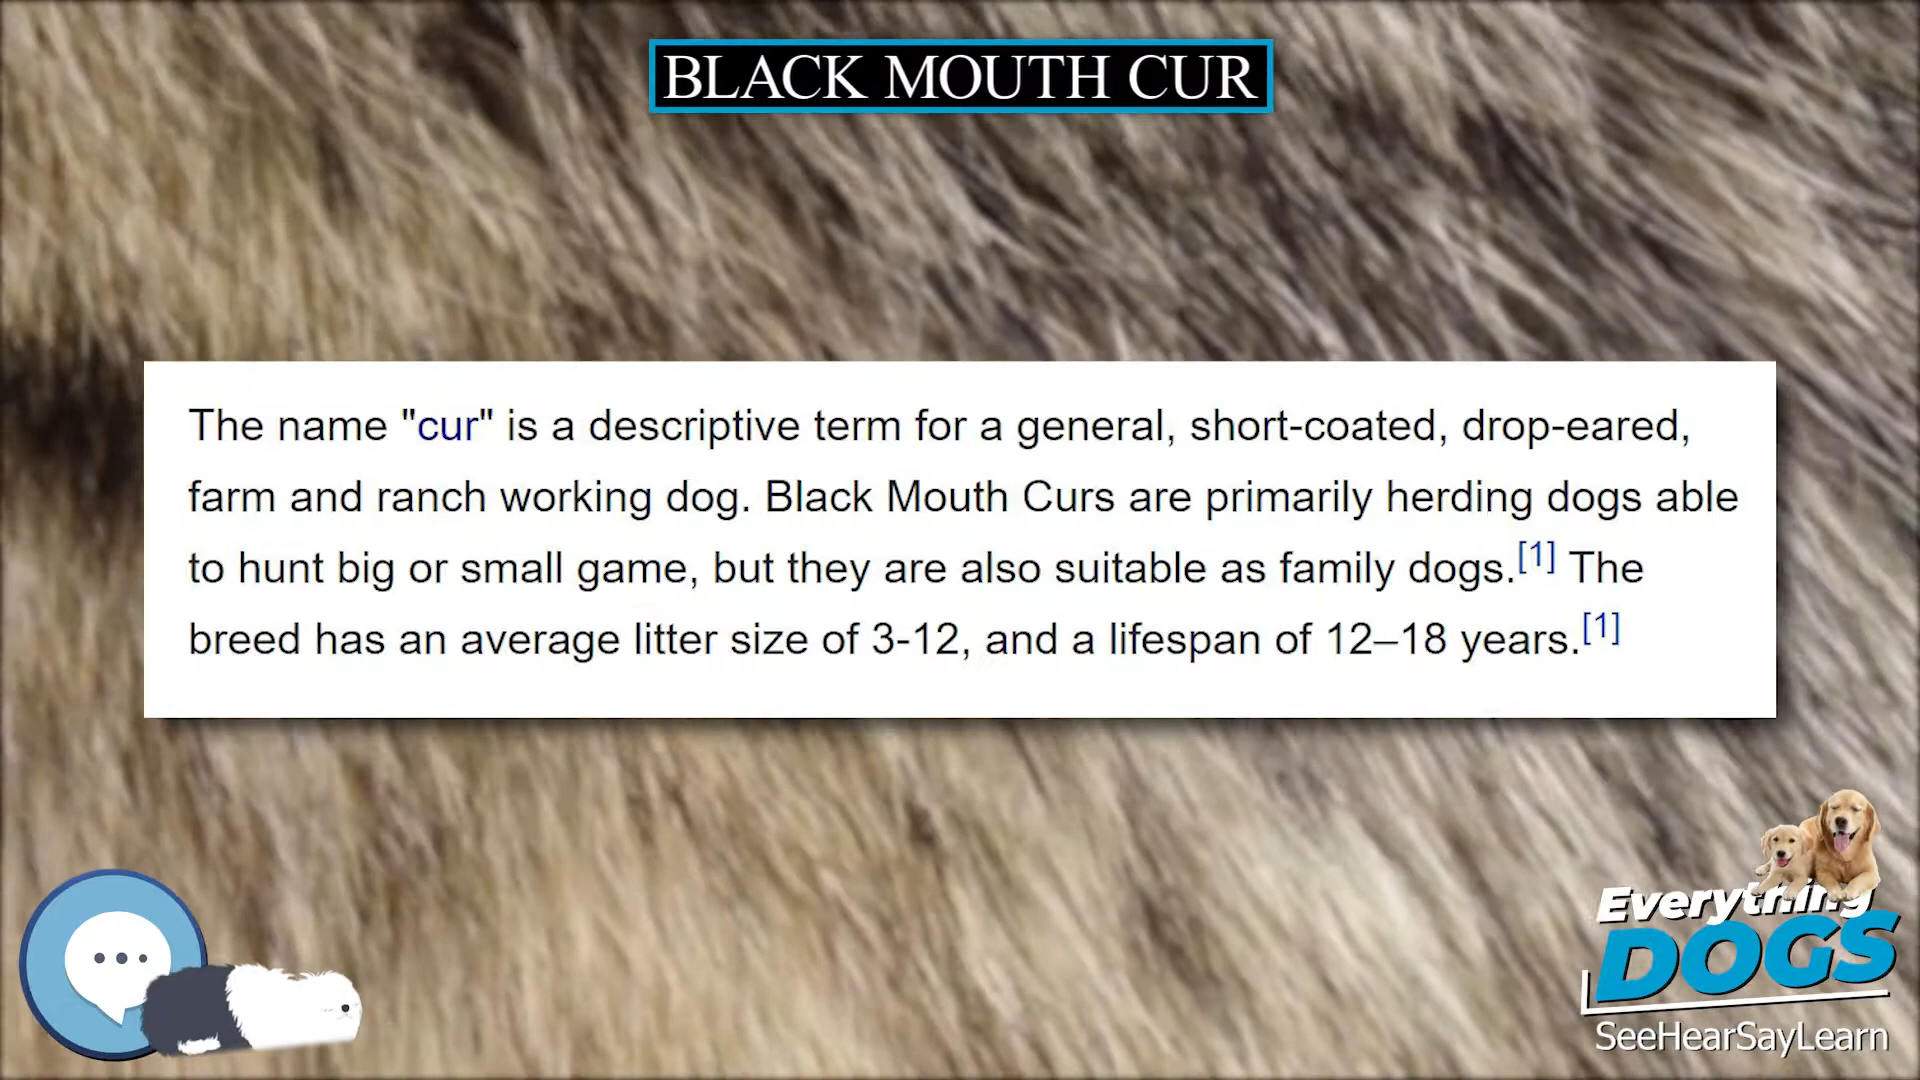 BLACK MOUTH CUR
The name "cur" is a descriptive term for a general, short-coated, drop-eared,
farm and ranch working dog. Black Mouth Curs are primarily herding dogs able
to hunt big or small game, but they are also suitable as family dogs.[1] The
breed has an average litter size of 3-12, and a lifespan of 12–18 years.[1]
Everything
DOGS
SeeHearSayLearn